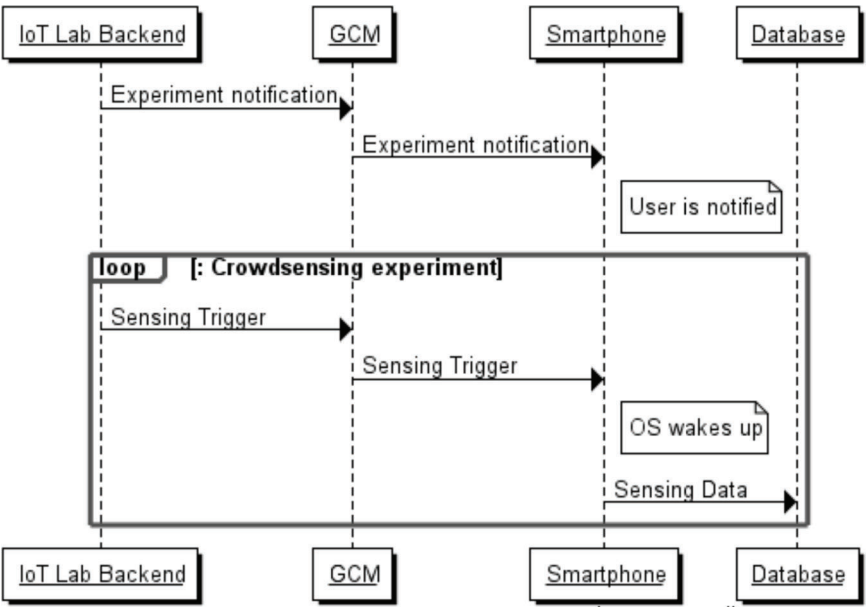 IoT Lab Backend
GCM
Smartphone
Database
Experiment notification
Experiment notification
User is notified
loop [: Crowdsensing experiment]
Sensing Trigger
Sensing Trigger
OS wakes up
Sensing Data
IoT Lab Backend
GCM
Smartphone
Database